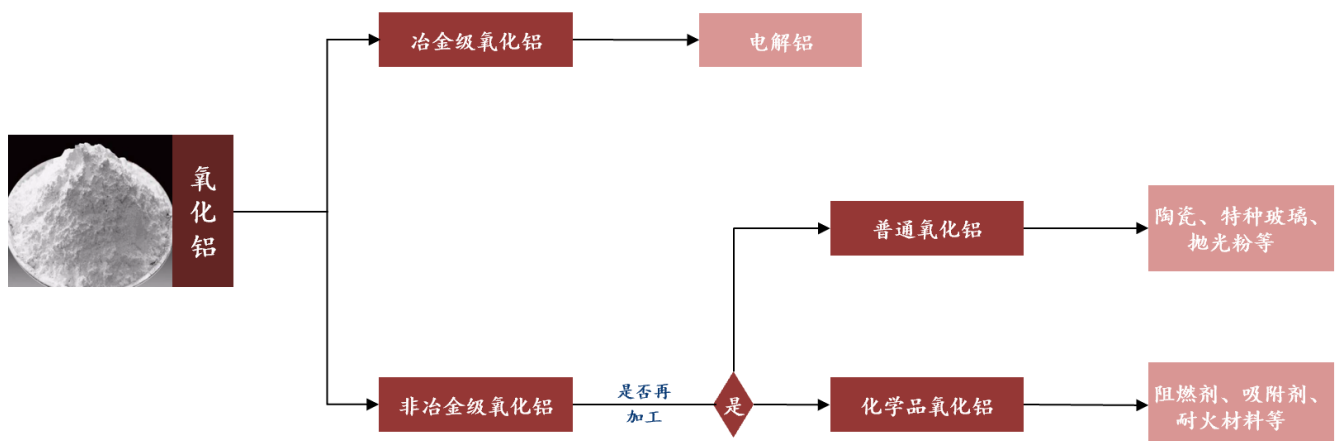 冶金级氧化铝
电解铝
氧化铝
普通氧化铝
陶瓷、特种玻璃、
抛光粉等
非冶金级氧化铝
是否再
加工
是
化学品氧化铝
阻燃剂、吸附剂、
耐火材料等